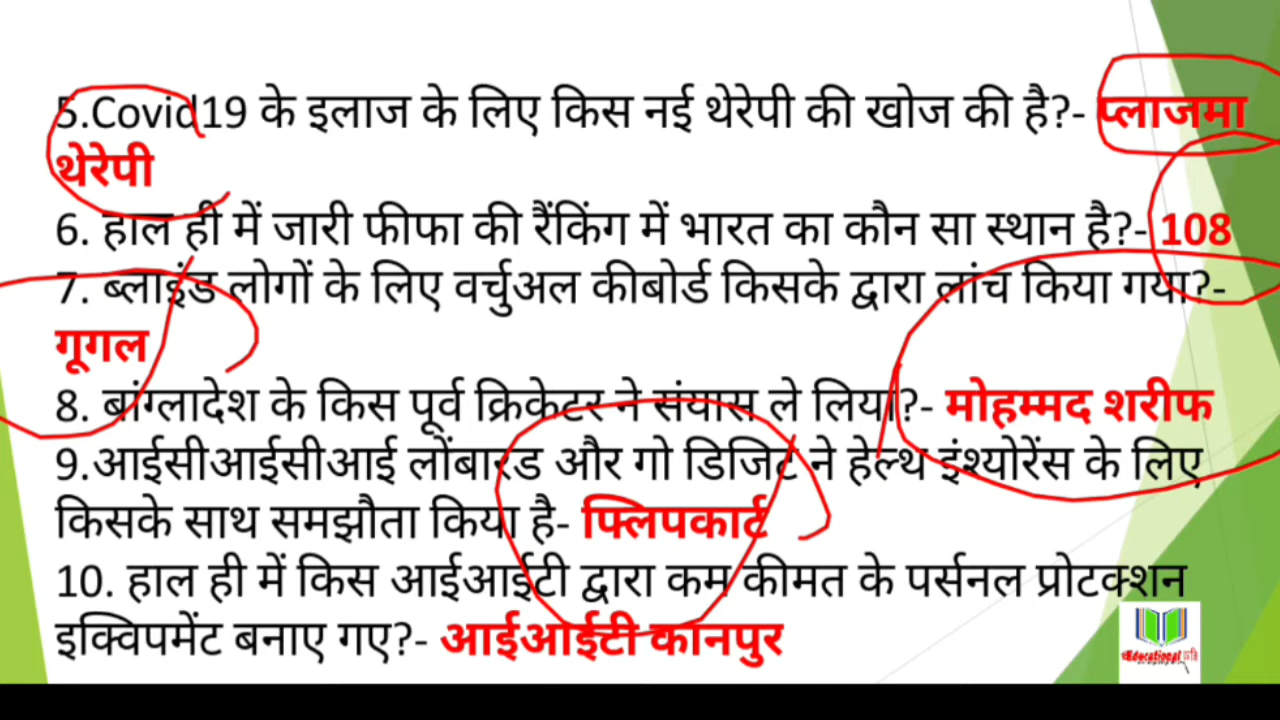 5.Covid19 के इलाज के लिए किस नई थेरेपी की खोज की है?- प्लाजमा
थेरेपी
6. हाल ही में जारी फीफा की रैंकिंग में भारत का कौन सा स्थान है?- 108
7. ब्लाइंड लोगों के लिए वर्चुअल कीबोर्ड किसके द्वारा लांच किया गया?-
गूगल
8. बांग्लादेश के किस पूर्व क्रिकेटर ने संयास ले लिया?- मोहम्मद शरीफ
9.आईसीआईसीआई लोंबारड और गो डिजिट ने हेल्थ इंश्योरेंस के लिए
किसके साथ समझौता किया है- फ्लिपकार्ट
10. हाल ही में किस आईआईटी द्वारा कम कीमत के पर्सनल प्रोटक्शन
इक्विपमेंट बनाए गए?- आईआईटी कानपुर
Educational